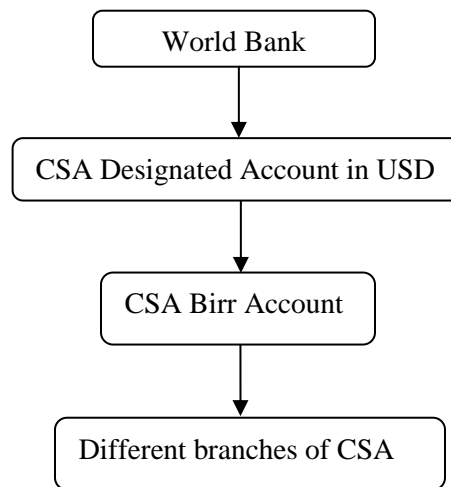 World Bank
CSA Designated Account in USD
CSA Birr Account
Different branches of CSA